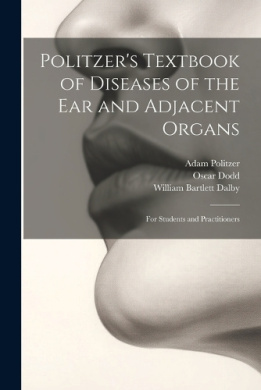 Politzer's Textbook
of Diseases of the
Ear and Adjacent
Organs
Adam Politzer
Oscar Dodd
William Bartlett Dalby
For Students and Practitioners